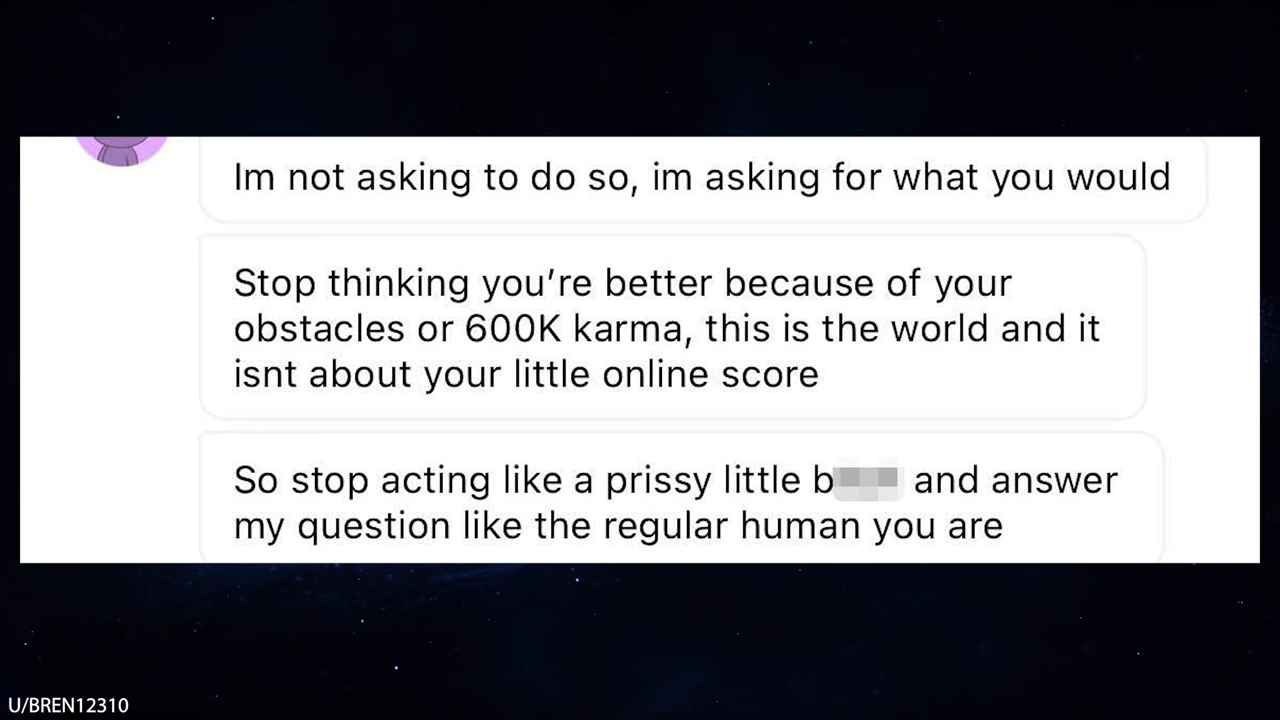 Im not asking to do so, im asking for what you would
Stop thinking you’re better because of your
obstacles or 600K karma, this is the world and it
isnt about your little online score
So stop acting like a prissy little b and answer
my question like the regular human you are
U/BREN12310